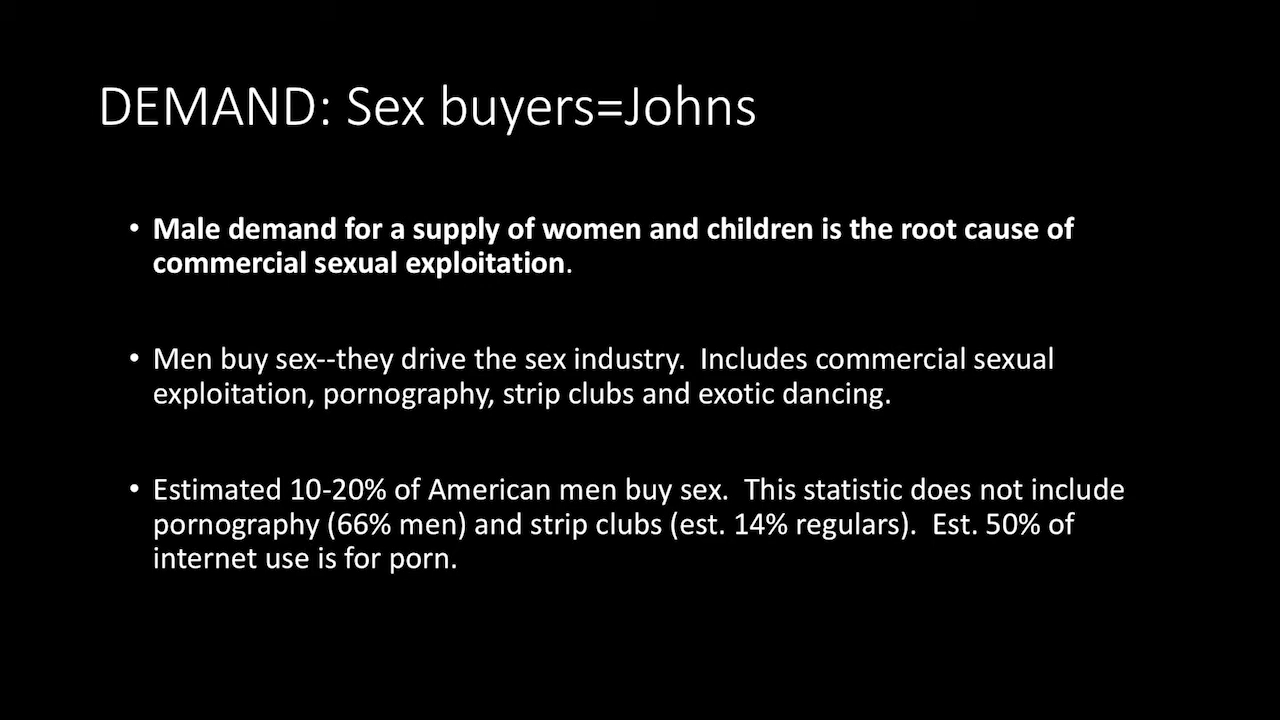 DEMAND: Sex buyers=Johns
• Male demand for a supply of women and children is the root cause of
commercial sexual exploitation.
• Men buy sex--they drive the sex industry.  Includes commercial sexual
exploitation, pornography, strip clubs and exotic dancing.
• Estimated 10-20% of American men buy sex.  This statistic does not include
pornography (66% men) and strip clubs (est. 14% regulars).  Est. 50% of
internet use is for porn.